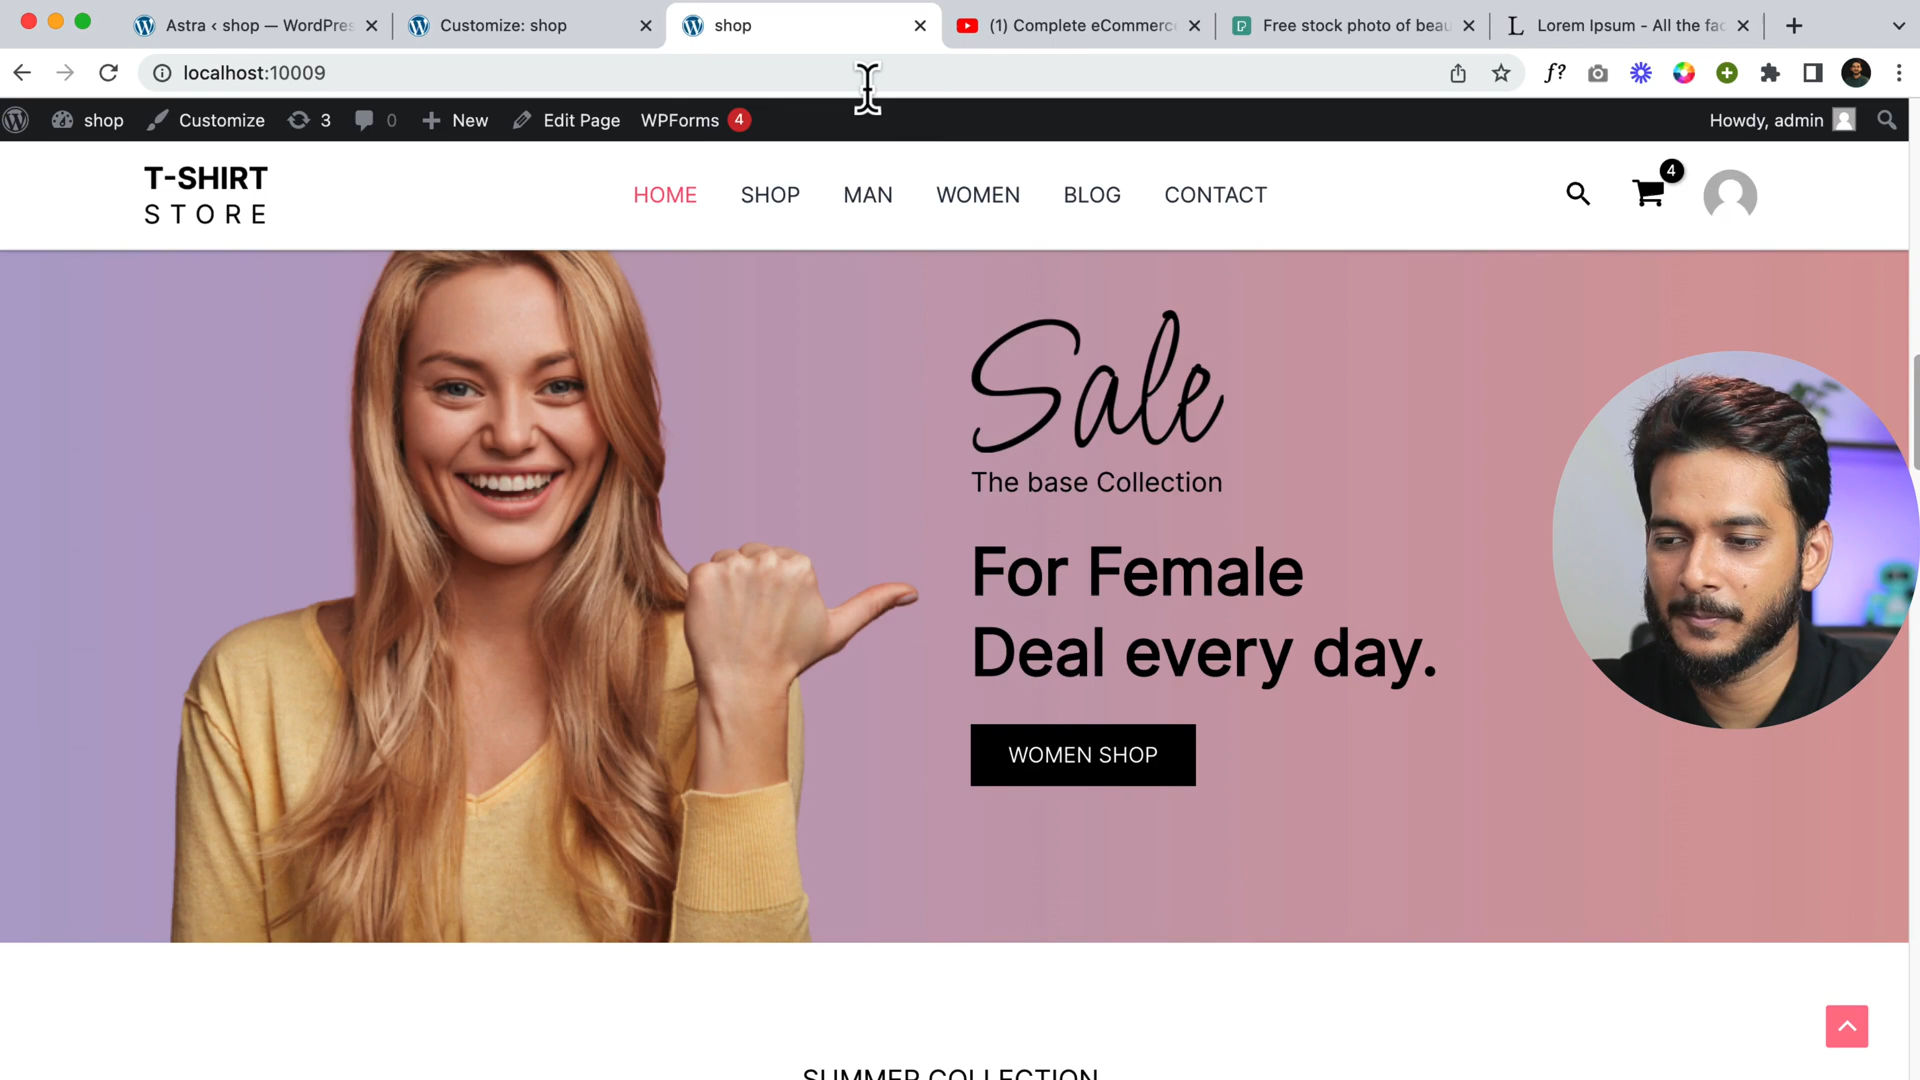 Astra ‹ shop — WordPres
Customize: shop
shop
(1) Complete eCommerc
Free stock photo of beau
Lorem Ipsum - All the fac
localhost:10009
f?
shop
Customize
3
0
New
Edit Page
WPForms 4
Howdy, admin
T-SHIRT
STORE
HOME
SHOP
MAN
WOMEN
BLOG
CONTACT
4
Sale
The base Collection
For Female
Deal every day.
WOMEN SHOP
SUMMER COLLECTION